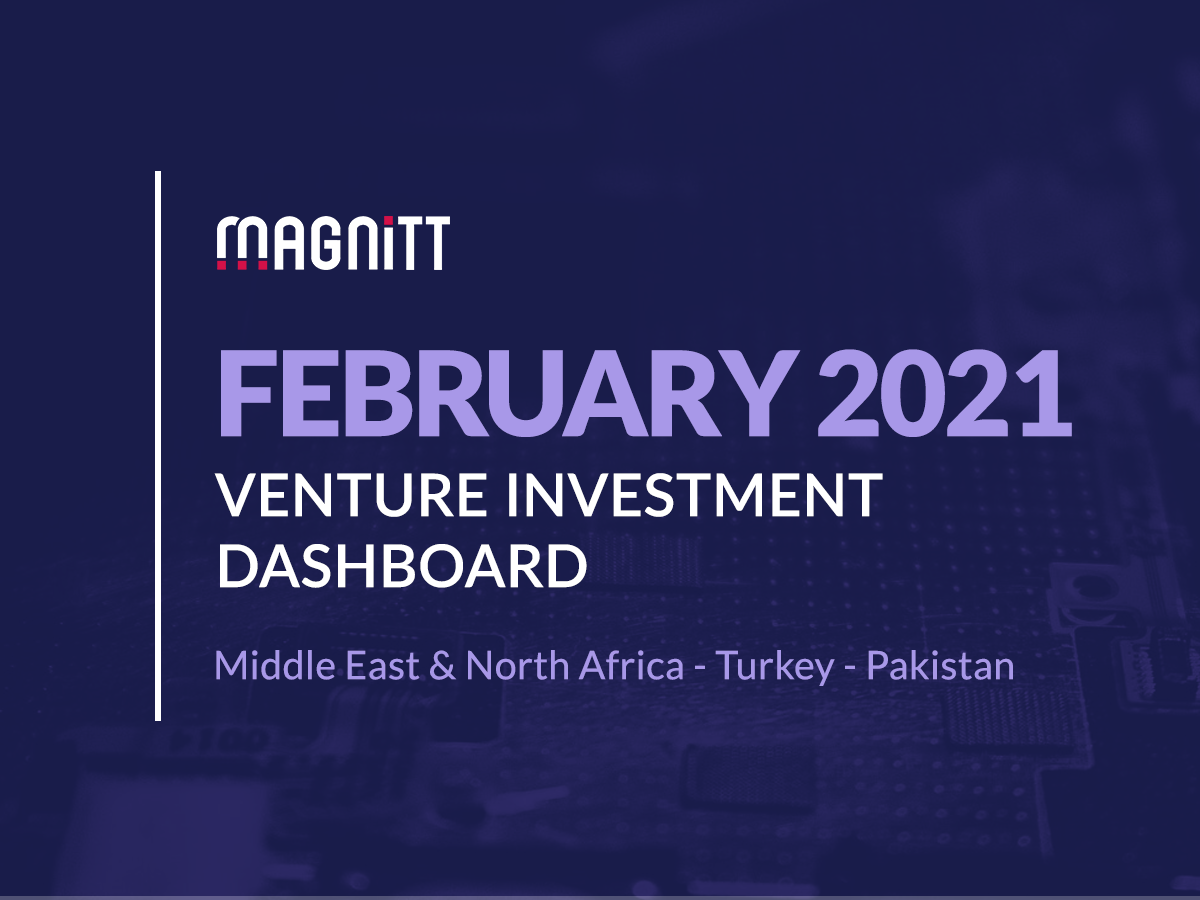 MAGNiTT
FEBRUARY 2021
VENTURE INVESTMENT
DASHBOARD
Middle East & North Africa - Turkey - Pakistan